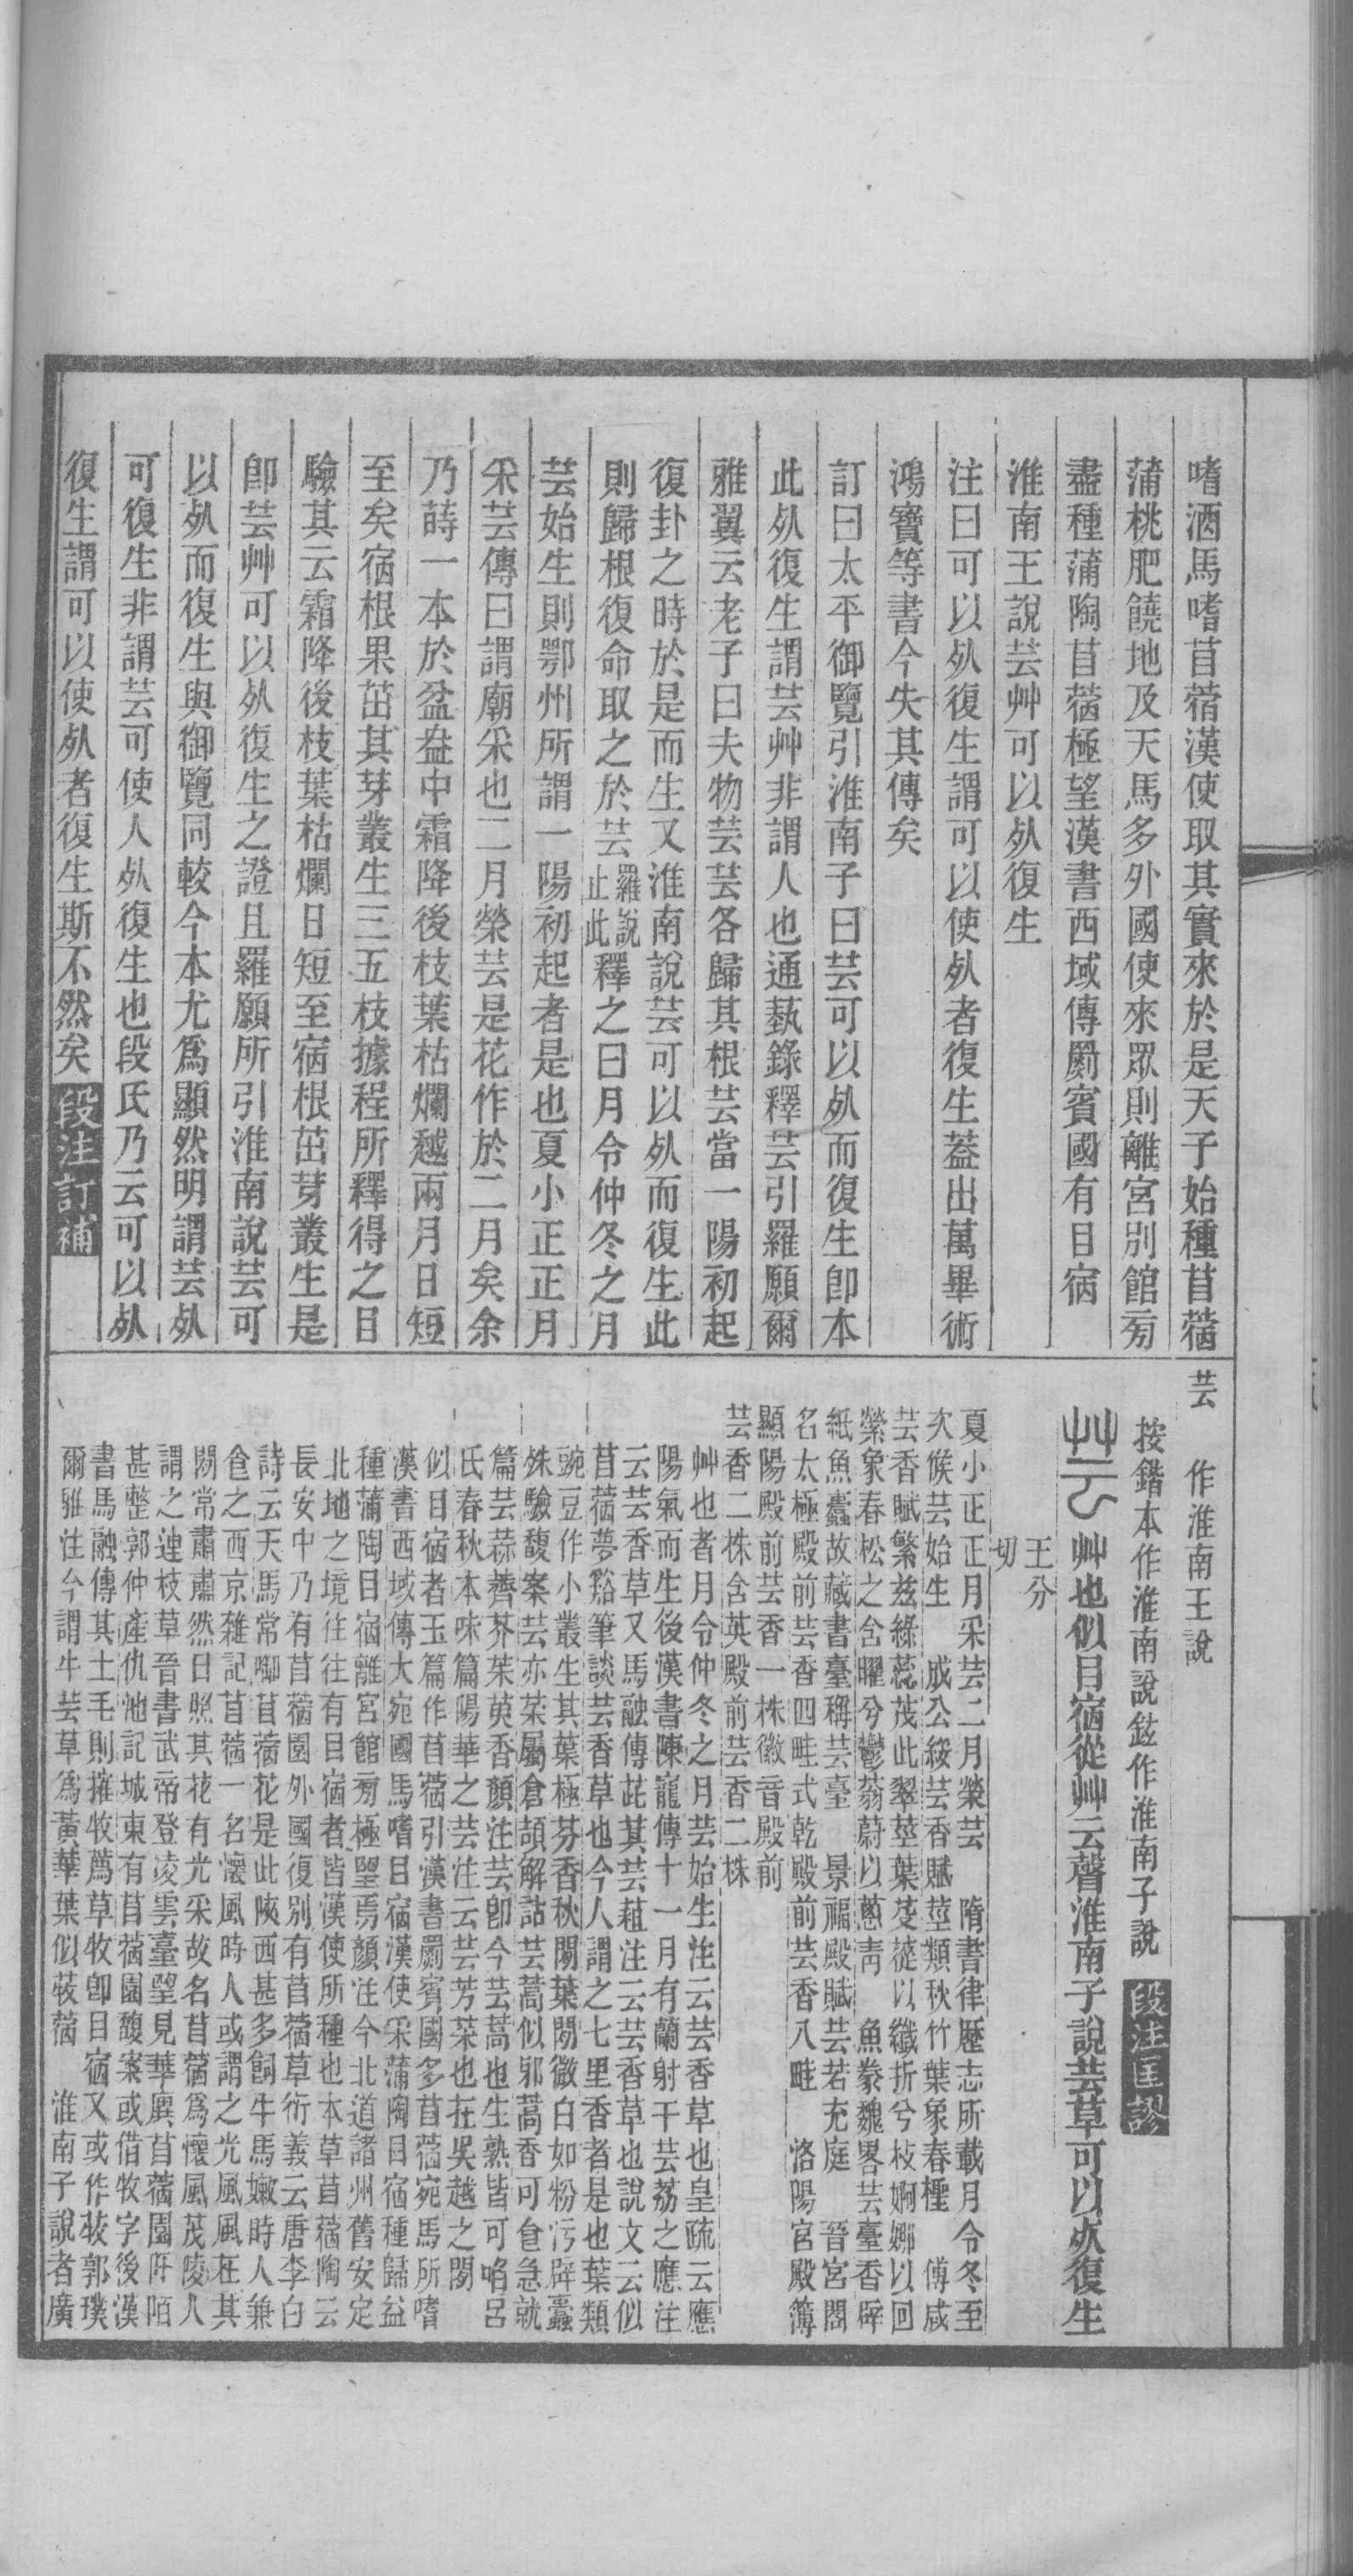 嗜酒馬嗜苜蓿漢使取其實來於是天子始種苜蓿
蒲桃肥饒地及天馬多外國使來眾則離宮別館㫄
盡種蒲陶苜蓿極望漢書西域傳罽賓國有目宿
淮南王說芸艸可以𣦸復生
注曰可以𣦸復生謂可以使𣦸者復生葢出萬畢術
鴻寶等書今失其傳矣
訂曰太平御覽引淮南子曰芸可以𣦸而復生卽本
此𣦸復生謂芸艸非謂人也通藝錄釋芸引羅願爾
雅翼云老子曰夫物芸芸各歸其根芸當一陽初起
復卦之時於是而生又淮南說芸可以𣦸而復生此
則歸根復命取之於芸羅說止此釋之曰月令仲冬之月
芸始生則鄂州所謂一陽初起者是也夏小正正月
采芸傳曰謂廟采也二月榮芸是花作於二月矣余
乃蒔一本於盆盎中霜降後枝葉枯爛越兩月日短
至矣宿根果茁其芽叢生三五枝據程所釋得之目
驗其云霜降後枝葉枯爛日短至宿根茁芽叢生是
卽芸艸可以𣦸復生之證且羅願所引淮南說芸可
以𣦸而復生與御覽同較今本尤爲顯然明謂芸𣦸
可復生非謂芸可使人𣦸復生也段氏乃云可以𣦸
復生謂可以使𣦸者復生斯不然矣 段注訂補
芸 作淮南王說
按鍇本作淮南說鉉作淮南子說 段注匡謬
艸也似目宿從艸云聲淮南子說芸草可以𣦸復生
王分
切
夏小正正月采芸二月榮芸 隋書律歷志所載月令冬至
次候芸始生 成公綏芸香賦莖類秋竹葉象春檉 傅咸
芸香賦繁茲綠蕊茂此翠莖葉芟蓰以纖折兮枝婀娜以回
縈象春松之含曜兮鬱蓊蔚以蔥靑 魚豢魏畧芸臺香辟
紙魚蠹故藏書臺稱芸臺 景福殿賦芸若充庭 晉宮閣
名太極殿前芸香四畦式乾殿前芸香八畦 洛陽宮殿簿
顯陽殿前芸香一株徽音殿前
芸香二株含英殿前芸香二株
艸也者月令仲冬之月芸始生注云芸香草也皇疏云應
陽氣而生後漢書陳寵傳十一月有蘭射干芸荔之應注
云芸香草又馬融傳茈其芸蒩注云芸香草也說文云似
苜蓿夢谿筆談芸香草也今人謂之七里香者是也葉類
豌豆作小叢生其葉極芬香秋閒葉閒微白如粉污辟蠹
殊驗馥案芸亦菜屬倉頡解詁芸蒿似邪蒿香可食急就
篇芸蒜薺芥茱萸香顏注芸卽今芸蒿也生熟皆可啗呂
氏春秋本味篇陽華之芸注云芸芳菜也在吳越之閒
似目宿者玉篇作苜蓿引漢書罽賓國多苜蓿宛馬所嗜
漢書西域傳大宛國馬嗜目宿漢使采蒲陶目宿種歸益
種蒲陶目宿離宮館㫄極望焉顏注今北道諸州舊安定
北地之境往往有目宿者皆漢使所種也本草苜蓿陶云
長安中乃有苜蓿園外國復別有苜蓿草衍義云唐李白
詩云天馬常啣苜蓿花是此陝西甚多飼牛馬嫩時人兼
食之西京雜記苜蓿一名懷風時人或謂之光風風在其
閒常肅肅然日照其花有光采故名苜蓿爲懷風茂陵人
謂之連枝草晉書武帝登凌雲臺望見華廙苜蓿園阡陌
甚整郭仲產仇池記城東有苜蓿園馥案或借牧字後漢
書馬融傳其土毛則搉牧薦草牧卽目宿又或作荍郭璞
爾雅注今謂牛芸草爲黃華葉似荍蓿 淮南子說者廣